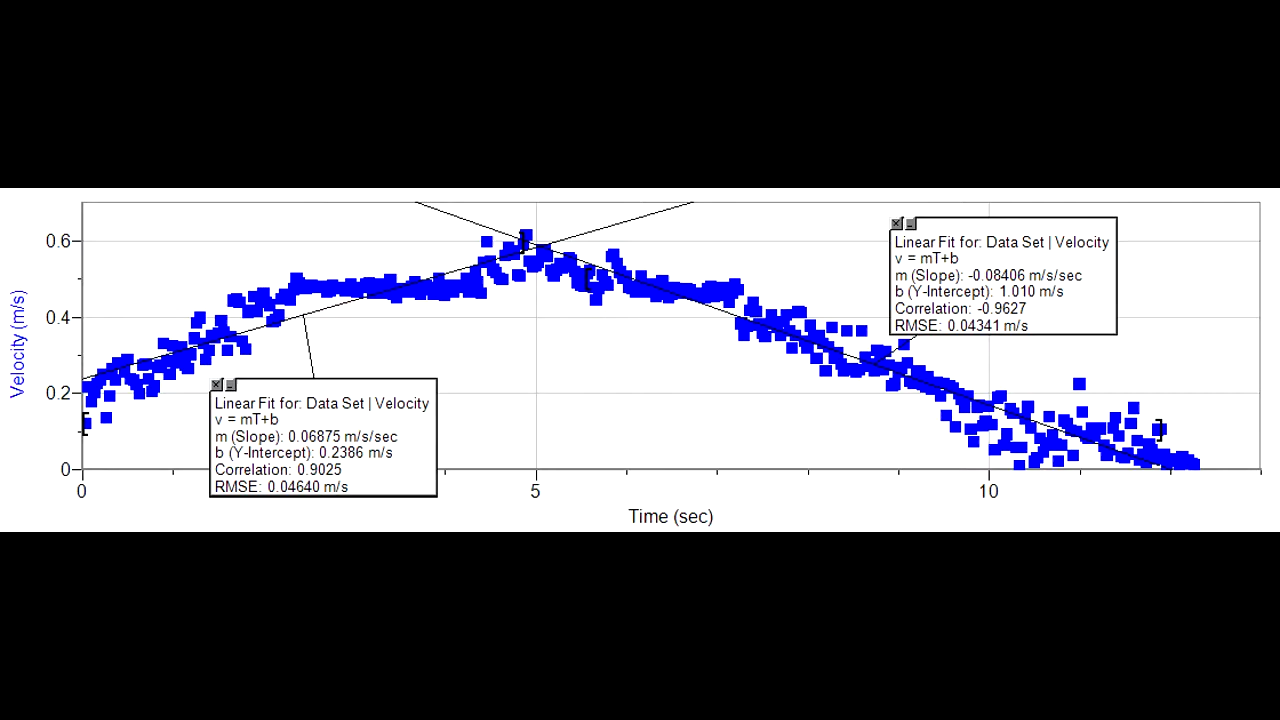 0.6
0.4
0.2
0
Velocity (m/s)
Linear Fit for: Data Set | Velocity
v = mT+b
m (Slope): 0.06875 m/s/sec
b (Y-Intercept): 0.2386 m/s
Correlation: 0.9025
RMSE: 0.04640 m/s
Linear Fit for: Data Set | Velocity
v = mT+b
m (Slope): -0.08406 m/s/sec
b (Y-Intercept): 1.010 m/s
Correlation: -0.9627
RMSE: 0.04341 m/s
0 5 10
Time (sec)